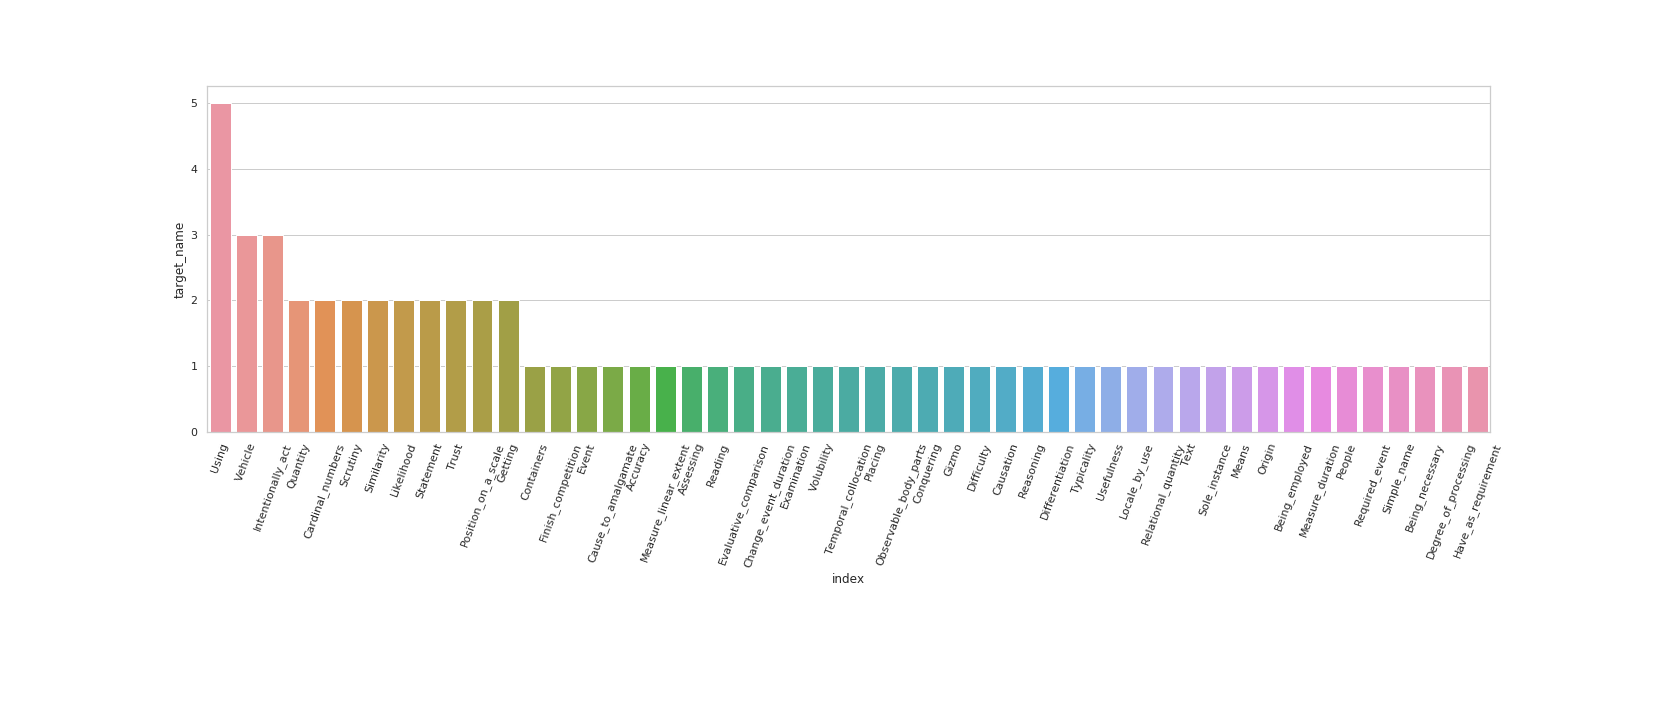 5
4
3
2
1
0
target_name
Using
Vehicle
Intentionally_act
Quantity
Cardinal_numbers
Scrutiny
Similarity
Likelihood
Statement
Trust
Position_on_a_scale
Getting
Containers
Finish_competition
Event
Cause_to_amalgamate
Accuracy
Measure_linear_extent
Assessing
Reading
Evaluative_comparison
Change_event_duration
Examination
Volubility
Temporal_collocation
Placing
Observable_body_parts
Conquering
Gizmo
Difficulty
Causation
Reasoning
Differentiation
Typicality
Usefulness
Locale_by_use
Relational_quantity
Text
Sole_instance
Means
Origin
Being_employed
Measure_duration
People
Required_event
Simple_name
Being_necessary
Degree_of_processing
Have_as_requirement
index